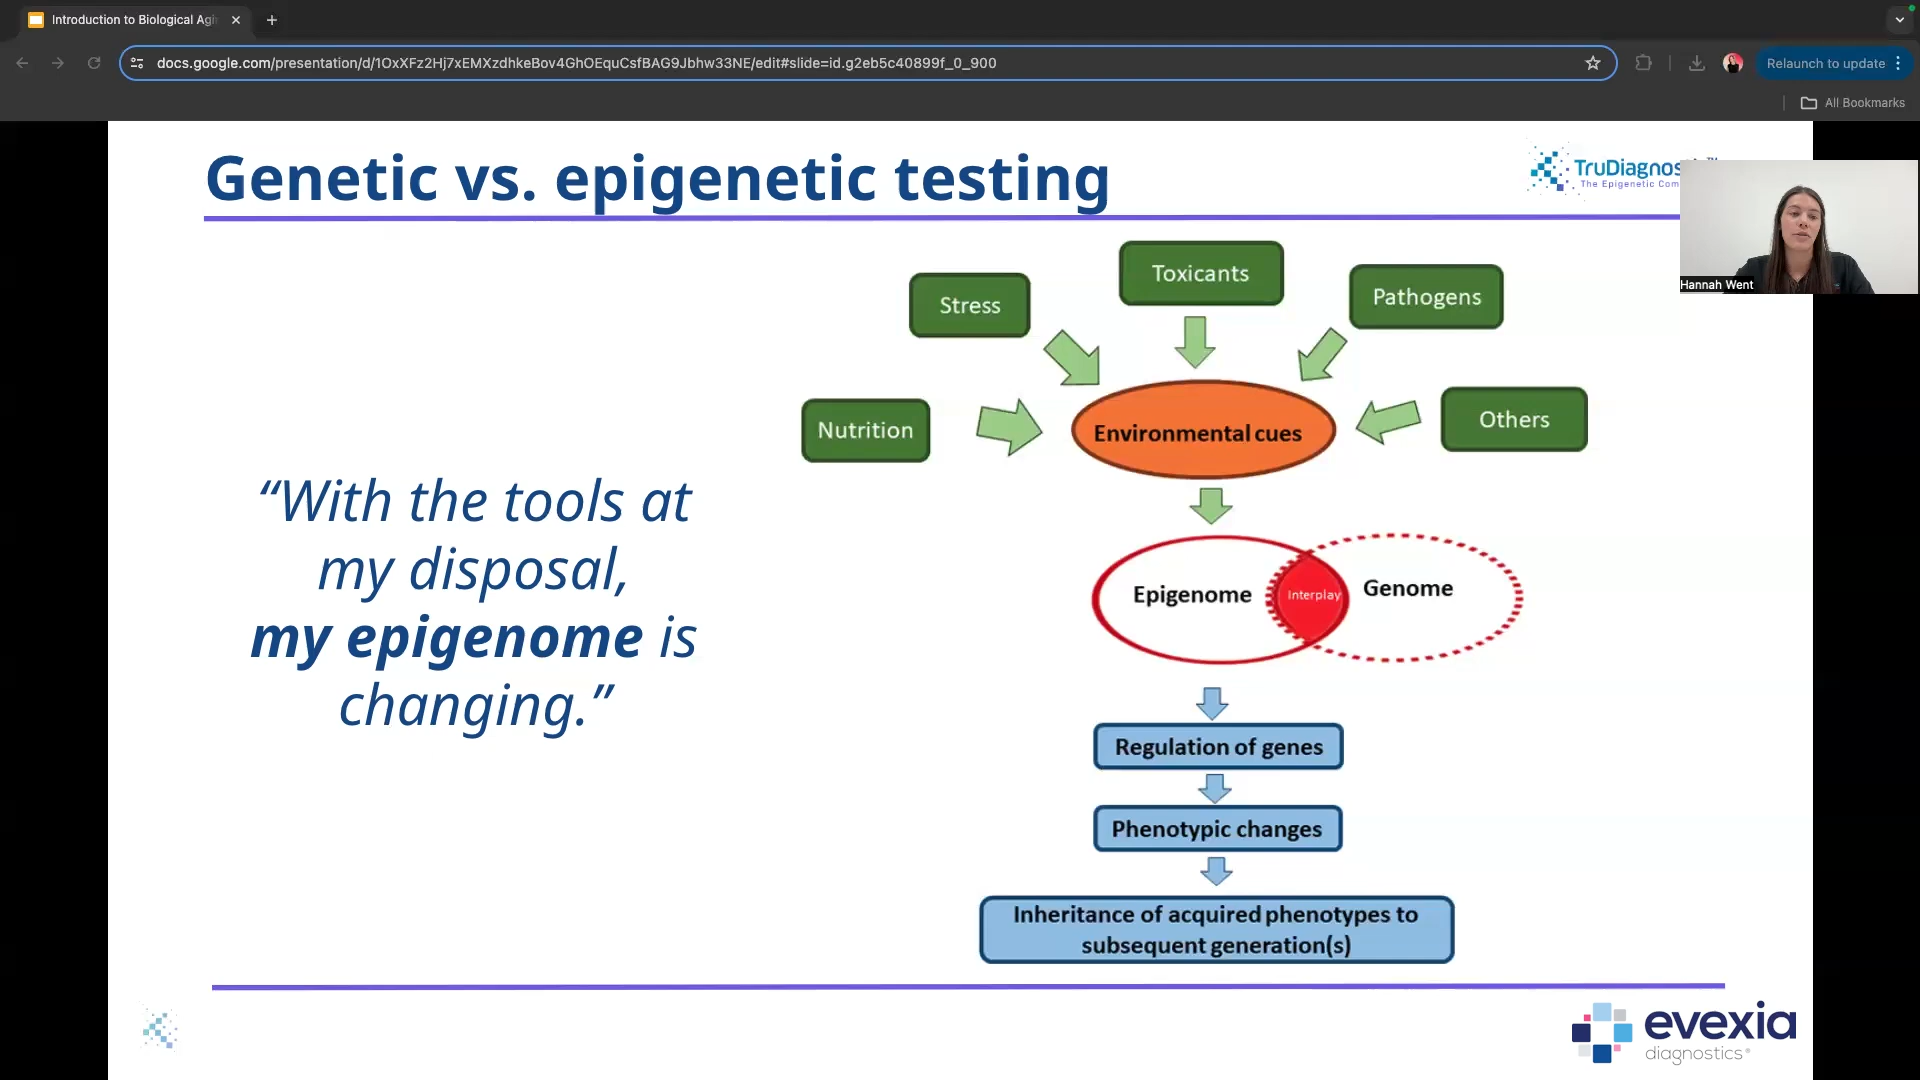 Introduction to Biological Agi
docs.google.com/presentation/d/1OxXFz2Hj7xEMXzdhkeBov4GhOEquCsfBAG9Jbhw33NE/edit#slide=id.g2eb5c40899f_0_900
Relaunch to update
All Bookmarks
Genetic vs. epigenetic testing
TruDiagnos
The Epigenetic Com
Hannah Went
Toxicants
Stress
Pathogens
Nutrition
Environmental cues
Others
“With the tools at
my disposal,
my epigenome is
changing.”
Epigenome
Interplay
Genome
Regulation of genes
Phenotypic changes
Inheritance of acquired phenotypes to
subsequent generation(s)
evexia
diagnostics®